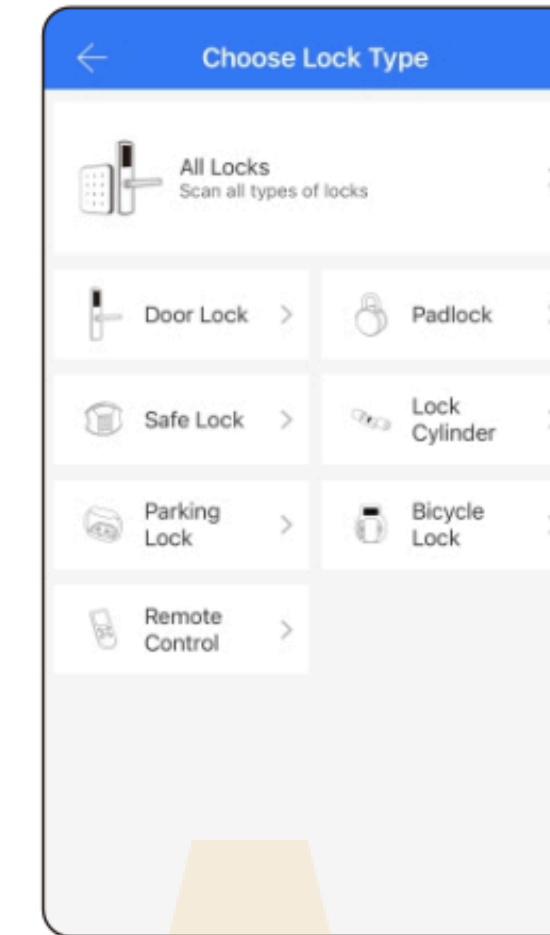 Choose Lock Type
All Locks
Scan all types of locks
Door Lock
Padlock
Safe Lock
Lock
Cylinder
Parking
Lock
Bicycle
Lock
Remote
Control